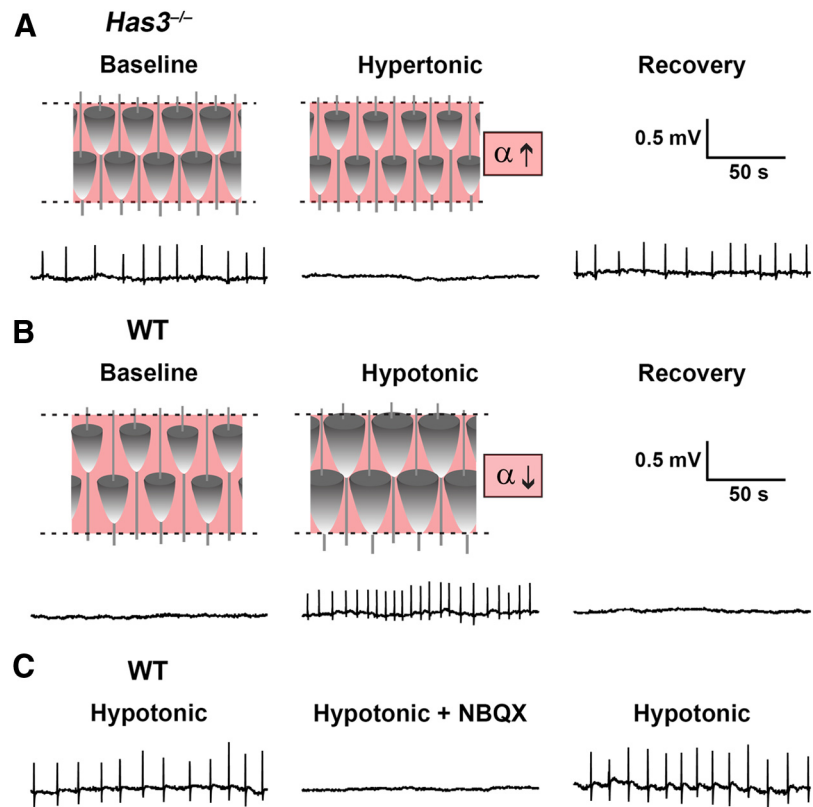 A
Has3–/–
Baseline Hypertonic Recovery
α ↑
0.5 mV
50 s
B
WT
Baseline Hypotonic Recovery
α ↓
0.5 mV
50 s
C
WT
Hypotonic Hypotonic + NBQX Hypotonic